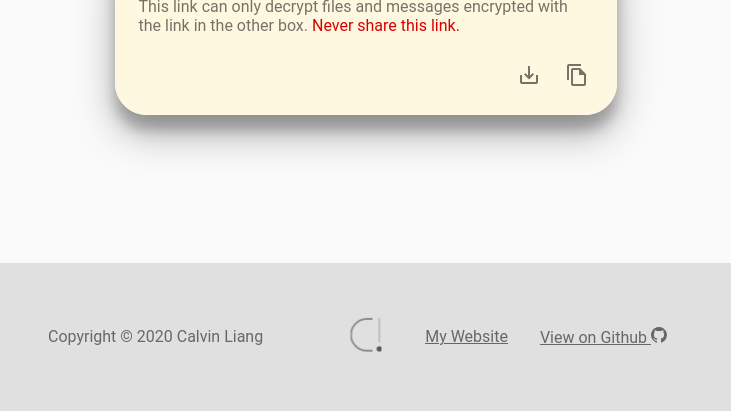 This link can only decrypt files and messages encrypted with
the link in the other box. Never share this link.
Copyright © 2020 Calvin Liang
My Website
View on Github